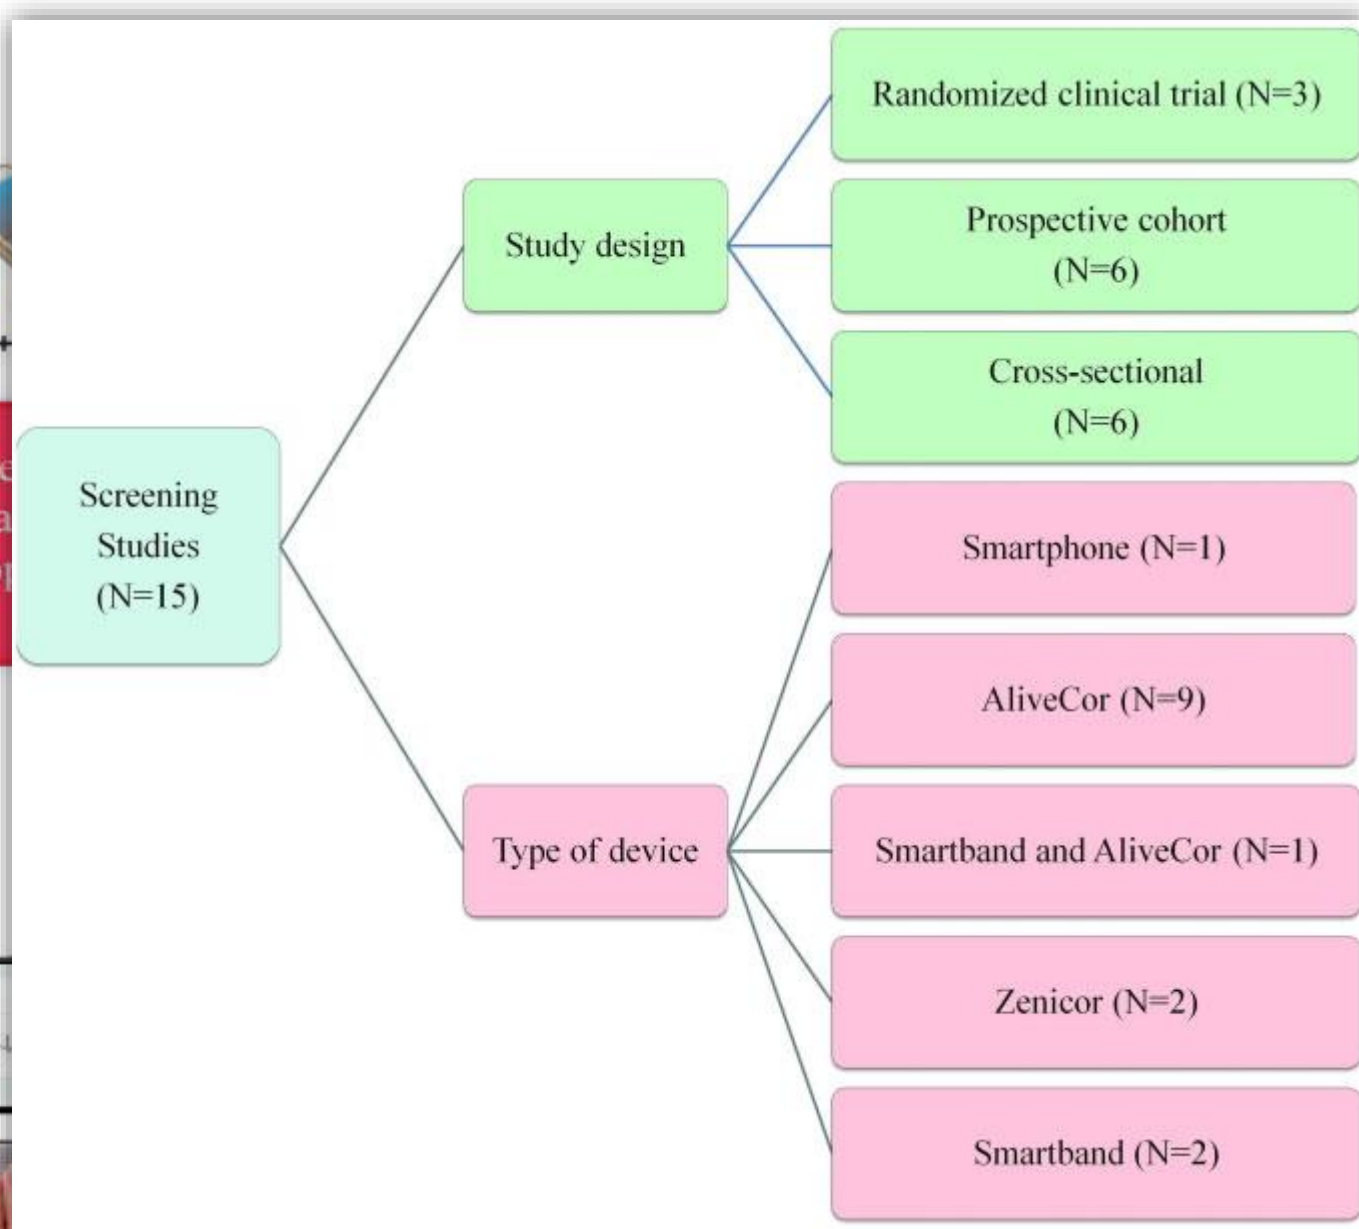 Randomized clinical trial (N=3)
Study design
Prospective cohort
(N=6)
Cross-sectional
(N=6)
Screening
Studies
(N=15)
Smartphone (N=1)
AliveCor (N=9)
Type of device
Smartband and AliveCor (N=1)
Zenicor (N=2)
Smartband (N=2)